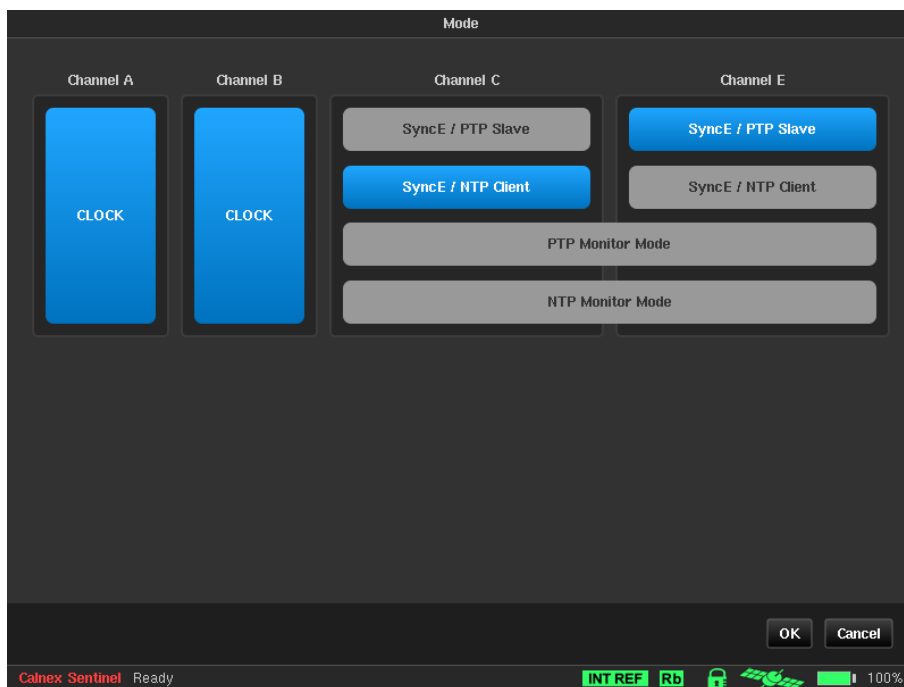 Mode
Channel A Channel B Channel C Channel E
SyncE / PTP Slave SyncE / PTP Slave
SyncE / NTP Client SyncE / NTP Client
CLOCK CLOCK
PTP Monitor Mode
NTP Monitor Mode
OK Cancel
Calnex Sentinel Ready INT REF Rb 100%